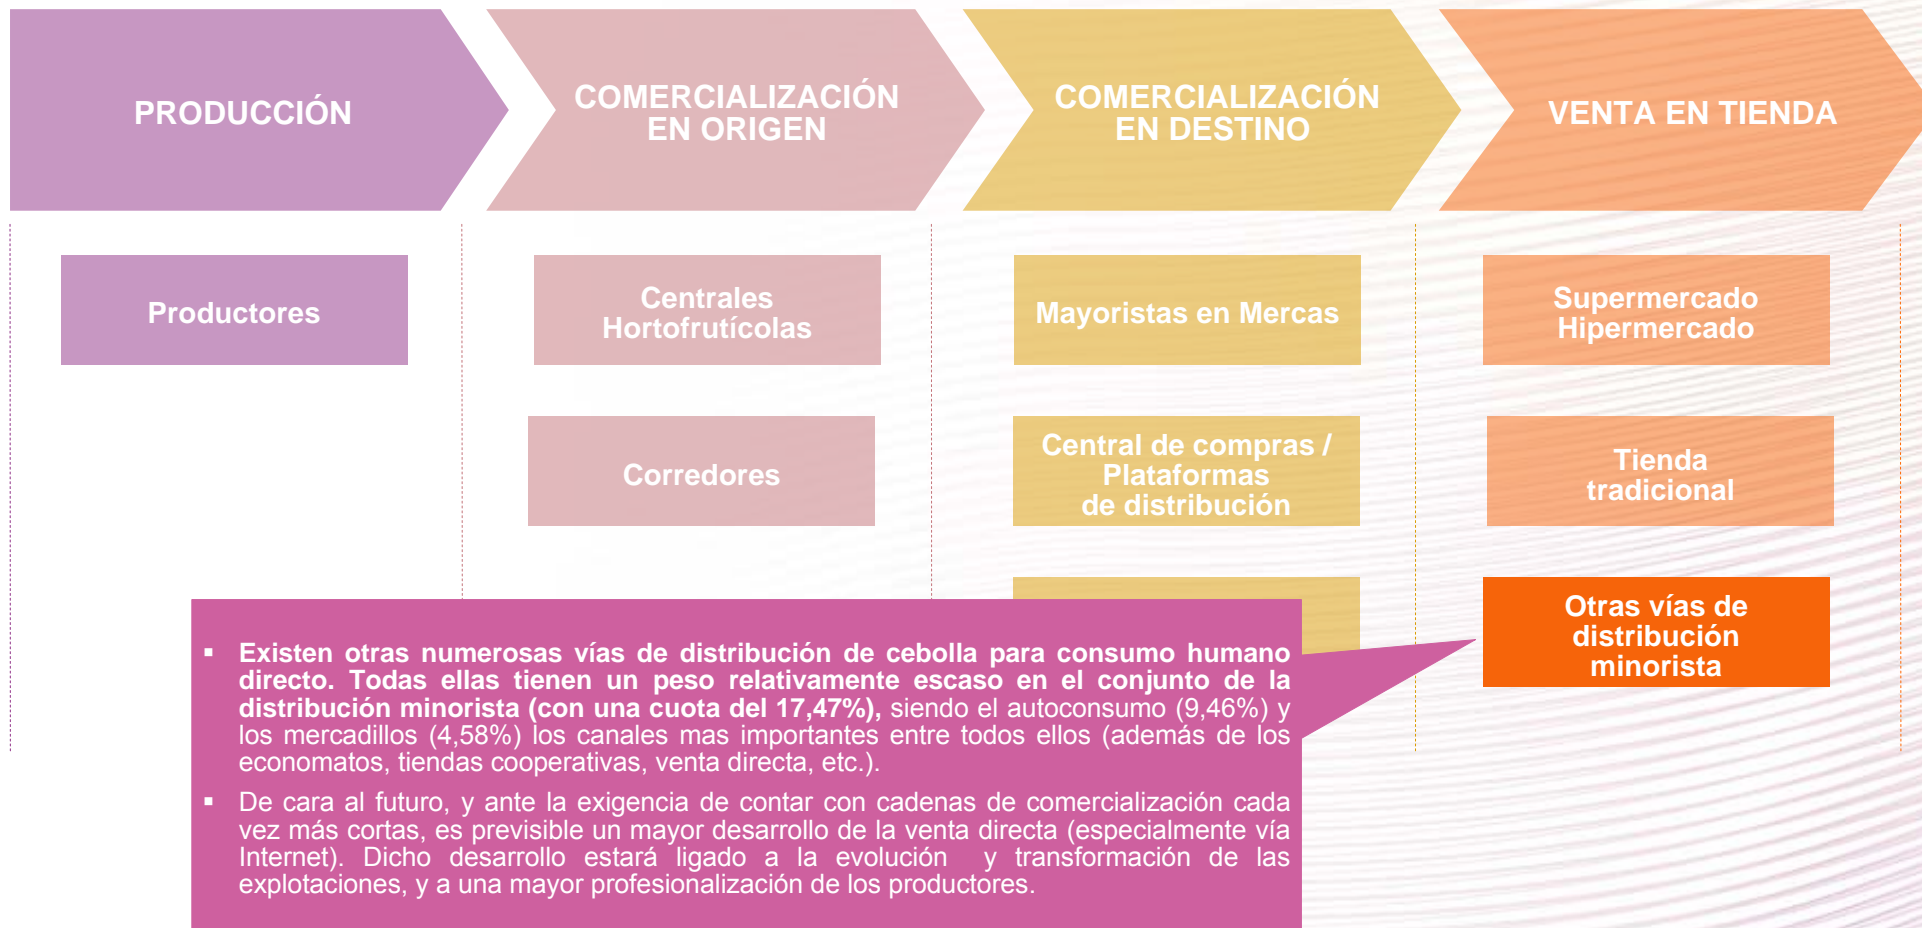 PRODUCCIÓN
COMERCIALIZACIÓN
EN ORIGEN
COMERCIALIZACIÓN
EN DESTINO
VENTA EN TIENDA
Productores
Centrales
Hortofrutícolas
Mayoristas en Mercas
Supermercado
Hipermercado
Corredores
Central de compras /
Plataformas
de distribución
Tienda
tradicional
Otras vías de
distribución
minorista
▪ Existen otras numerosas vías de distribución de cebolla para consumo humano
directo. Todas ellas tienen un peso relativamente escaso en el conjunto de la
distribución minorista (con una cuota del 17,47%), siendo el autoconsumo (9,46%) y
los mercadillos (4,58%) los canales mas importantes entre todos ellos (además de los
economatos, tiendas cooperativas, venta directa, etc.).
▪ De cara al futuro, y ante la exigencia de contar con cadenas de comercialización cada
vez más cortas, es previsible un mayor desarrollo de la venta directa (especialmente vía
Internet). Dicho desarrollo estará ligado a la evolución y transformación de las
explotaciones, y a una mayor profesionalización de los productores.